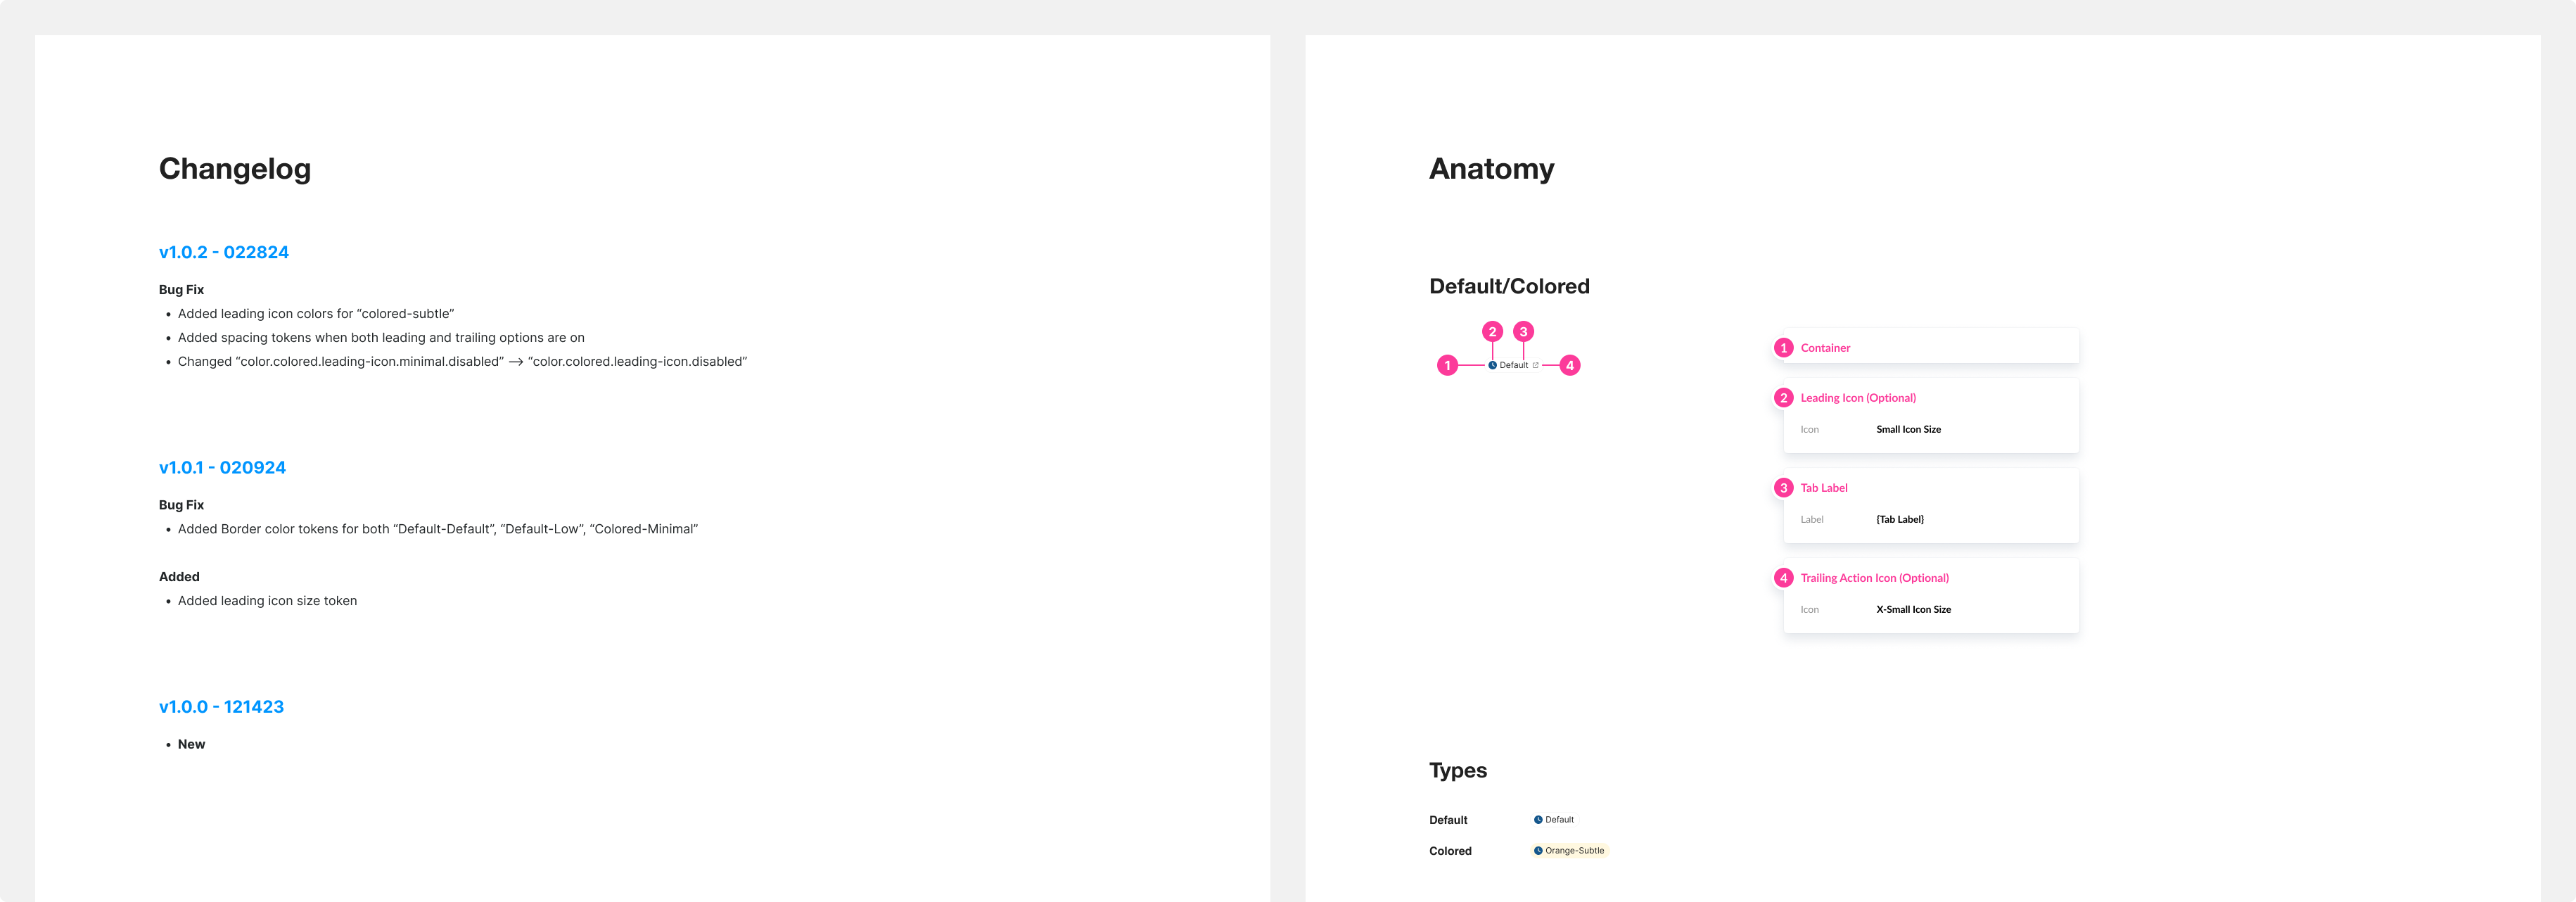 Changelog
v1.0.2 - 022824
Bug Fix
• Added leading icon colors for “colored-subtle”
• Added spacing tokens when both leading and trailing options are on
• Changed “color.colored.leading-icon.minimal.disabled” —> “color.colored.leading-icon.disabled”
v1.0.1 - 020924
Bug Fix
• Added Border color tokens for both “Default-Default”, “Default-Low”, “Colored-Minimal”
Added
• Added leading icon size token
v1.0.0 - 121423
• New
Anatomy
Default/Colored
2 3
1 Default 4
1 Container
2 Leading Icon (Optional)
Icon Small Icon Size
3 Tab Label
Label {Tab Label}
4 Trailing Action Icon (Optional)
Icon X-Small Icon Size
Types
Default Default
Colored Orange-Subtle